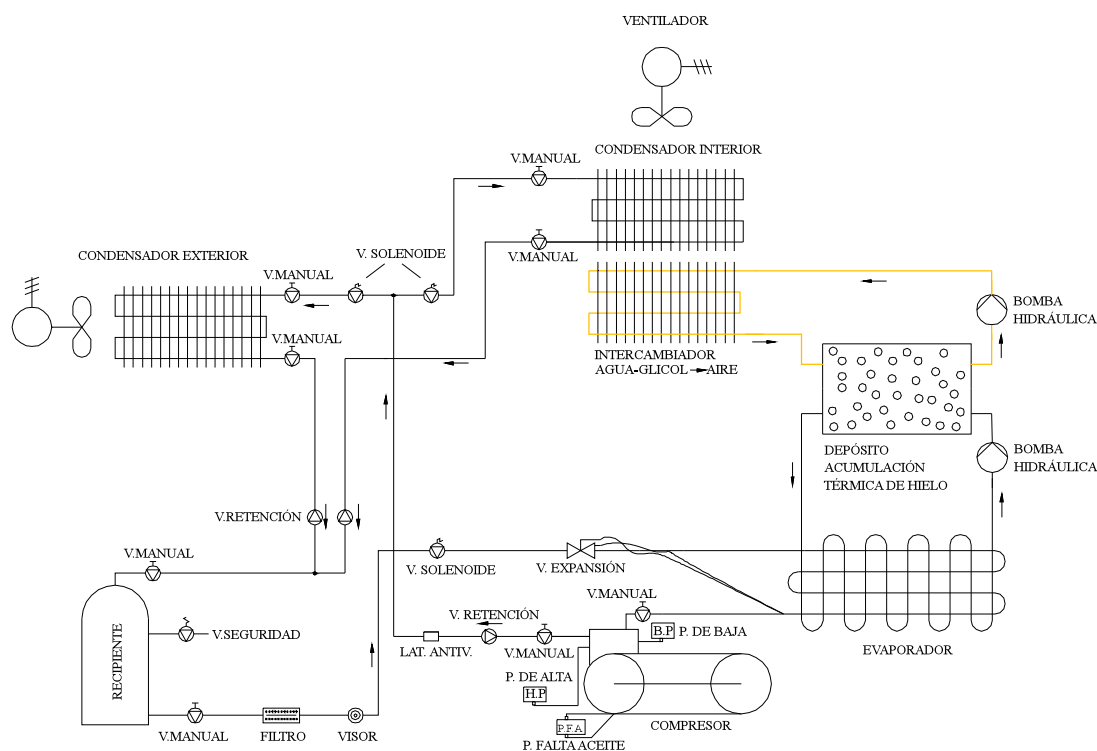 VENTILADOR
CONDENSADOR INTERIOR
V.MANUAL
V.MANUAL
CONDENSADOR EXTERIOR
V. SOLENOIDE
V.MANUAL
V.MANUAL
BOMBA
HIDRÁULICA
INTERCAMBIADOR
AGUA-GLICOL AIRE
DEPÓSITO
ACUMULACIÓN
TÉRMICA DE HIELO
BOMBA
HIDRÁULICA
V.RETENCIÓN
V.MANUAL
V. SOLENOIDE
V. EXPANSIÓN
V.MANUAL
V. RETENCIÓN
V.SEGURIDAD
B.P
P. DE BAJA
LAT. ANTIV.
V.MANUAL
EVAPORADOR
RECIPIENTE
P. DE ALTA
H.P
P.F.A
COMPRESOR
V.MANUAL
FILTRO
VISOR
P. FALTA ACEITE